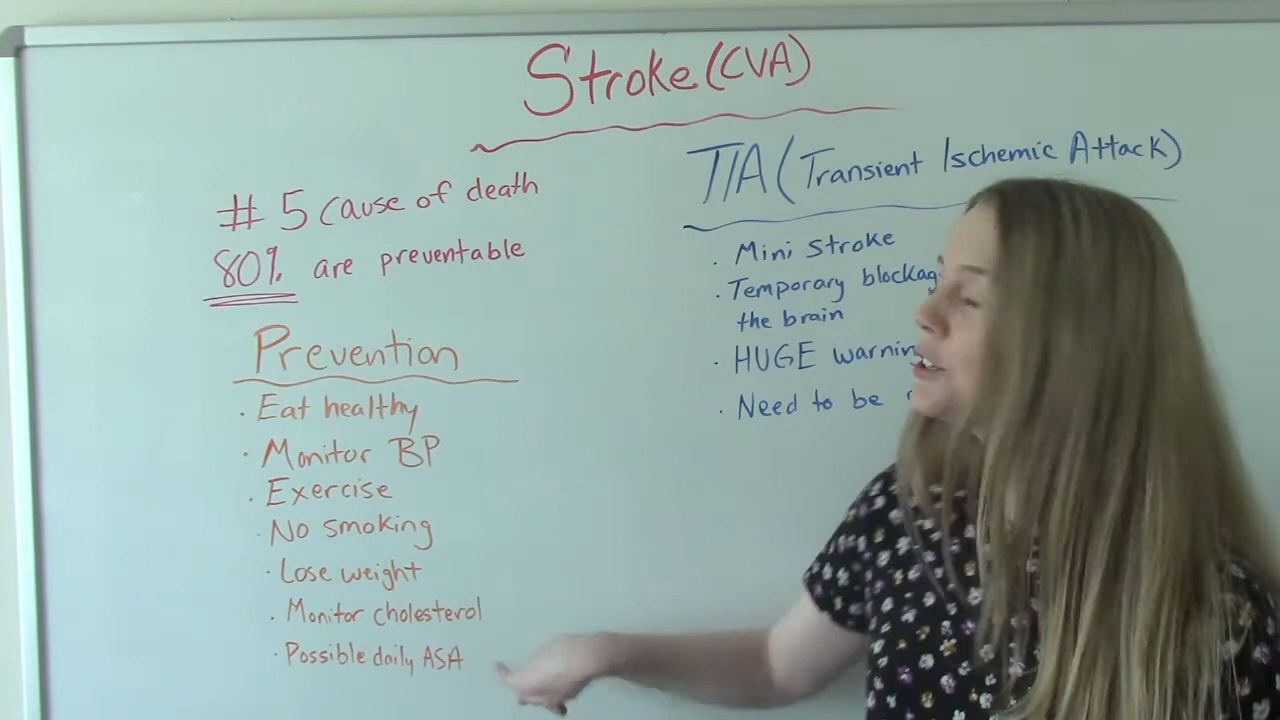 Stroke (CVA)
# 5 cause of death
80% are preventable
Prevention
· Eat healthy
· Monitor BP
· Exercise
· No smoking
· Lose weight
· Monitor cholesterol
· Possible daily ASA
TIA (Transient Ischemic Attack)
· Mini Stroke
· Temporary
the brain
· HUGE
· Need to be